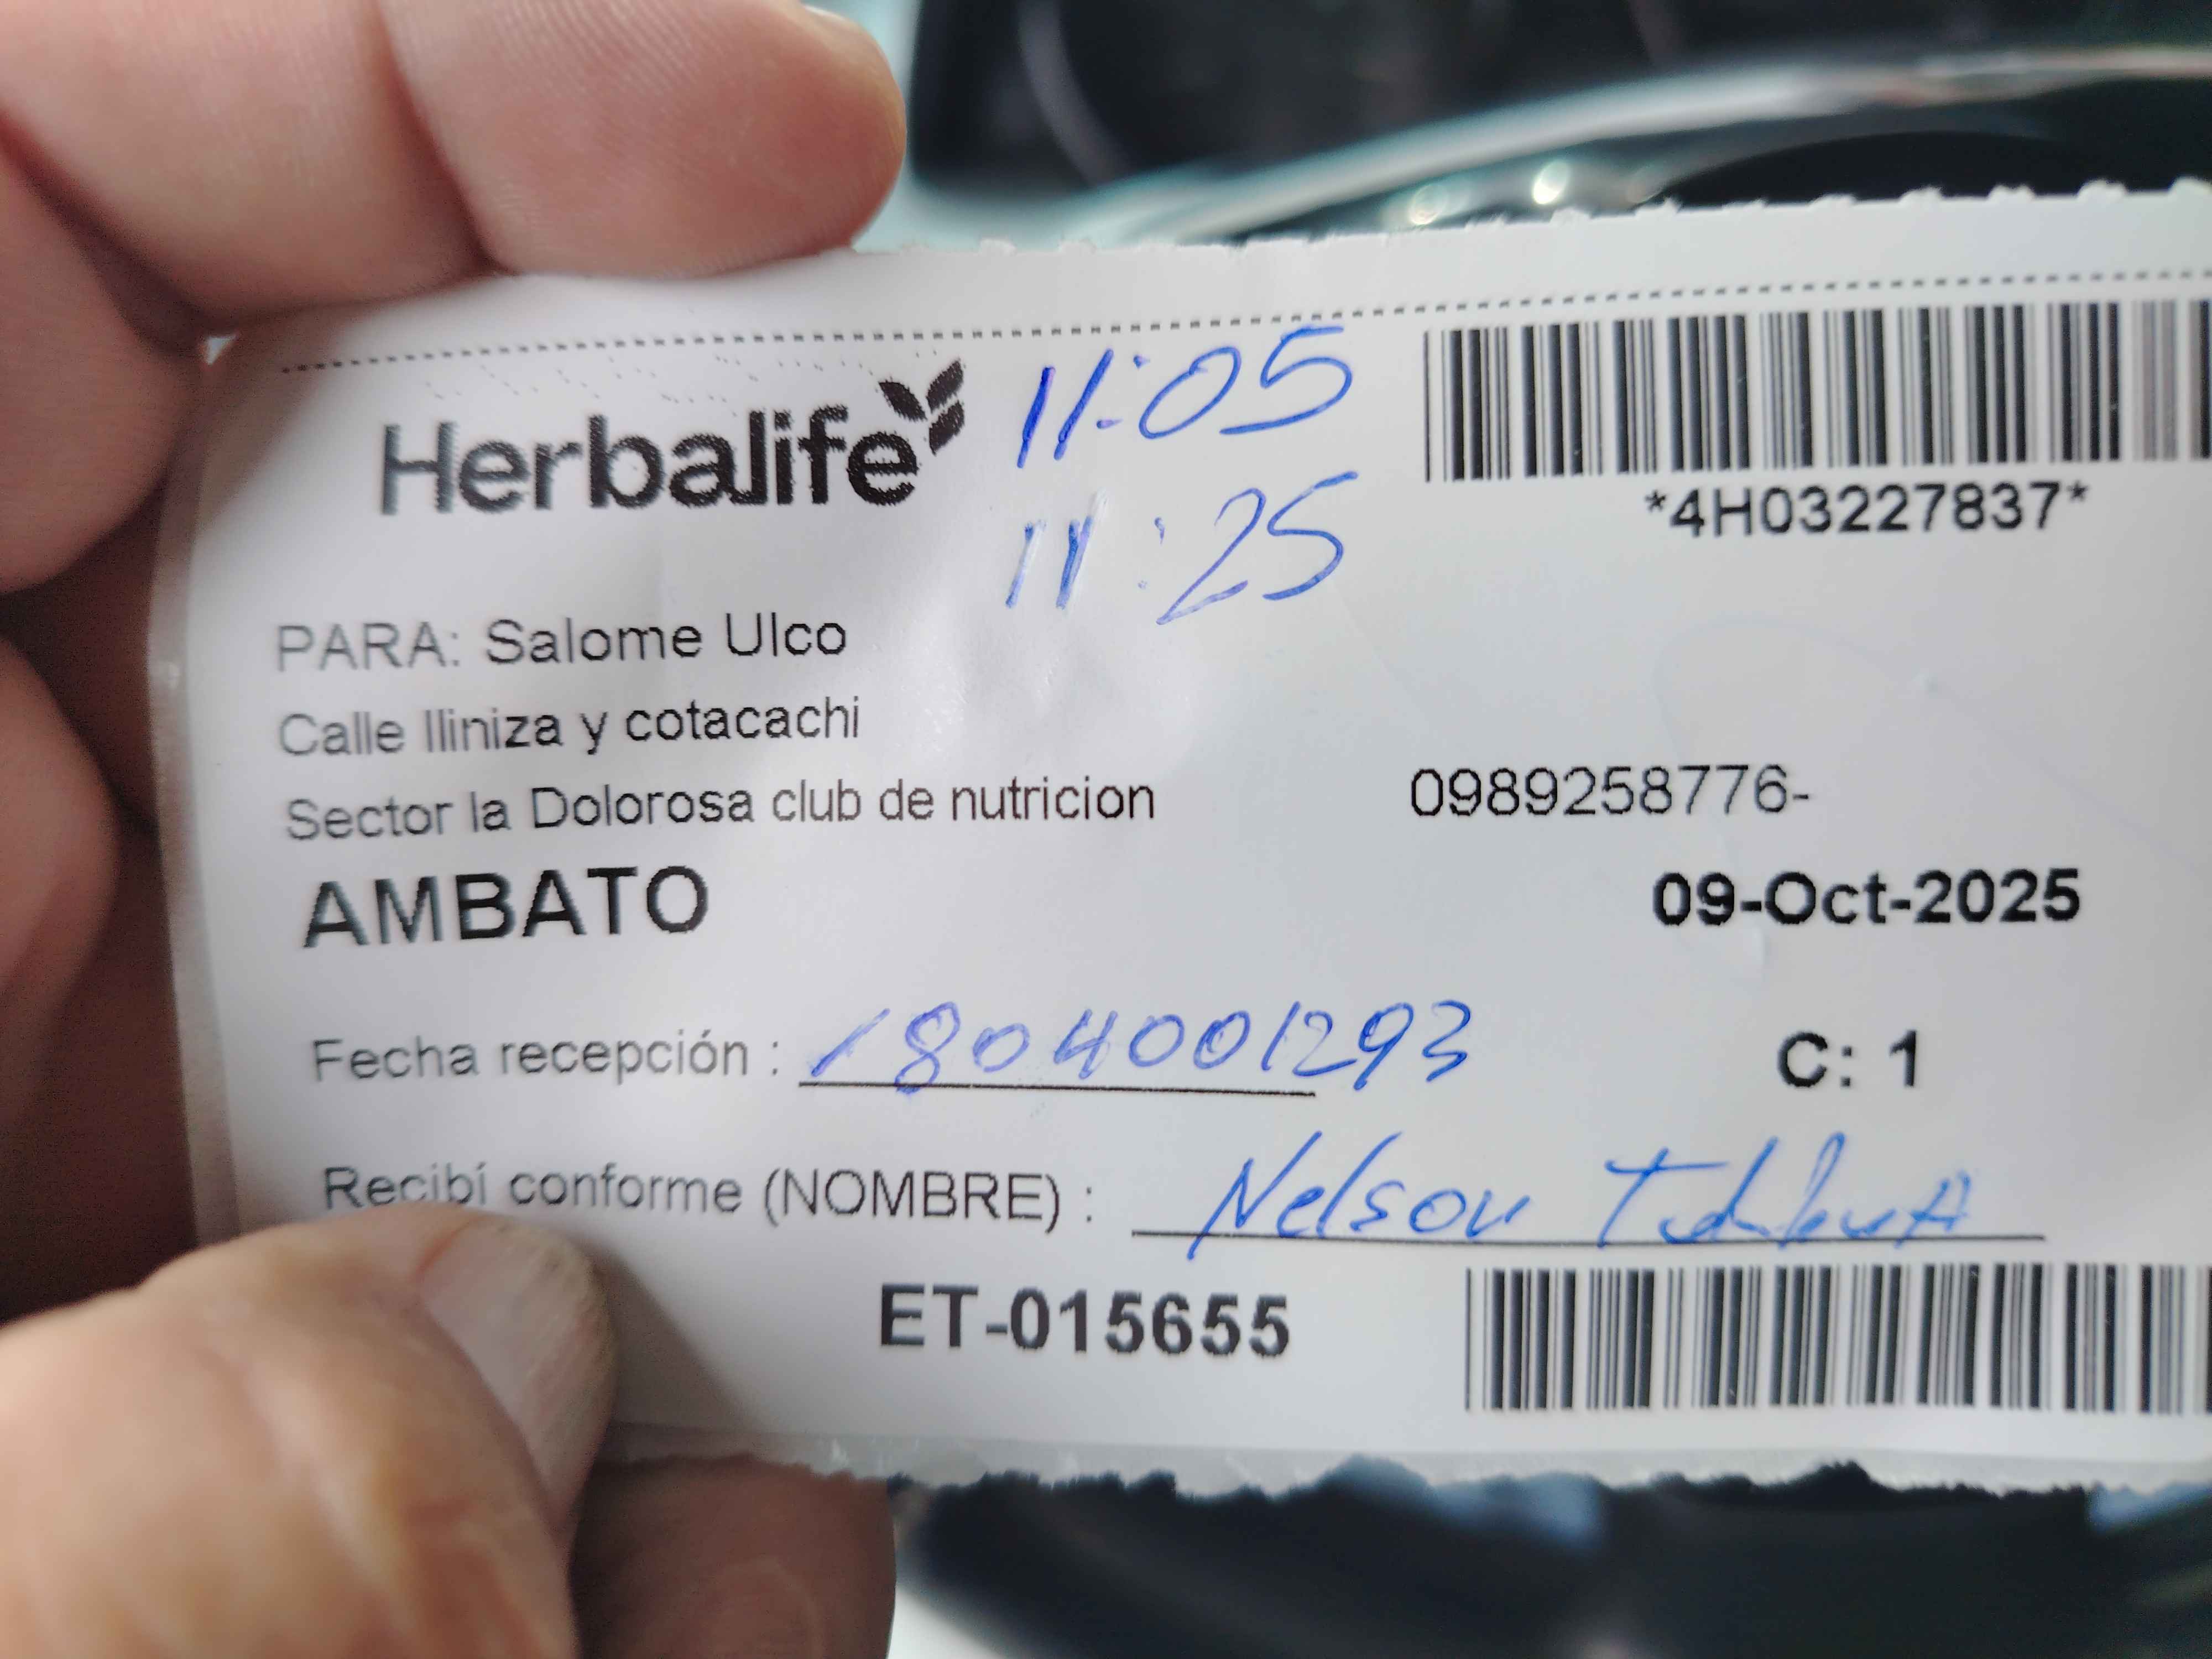 Herbalife 11:05
11:25
*4H03227837*
PARA: Salome Ulco
Calle Iliniza y cotacachi
Sector la Dolorosa club de nutricion 0989258776-
AMBATO 09-Oct-2025
Fecha recepción : 1804001293 C: 1
Recibí conforme (NOMBRE) : Nelson
ET-015655